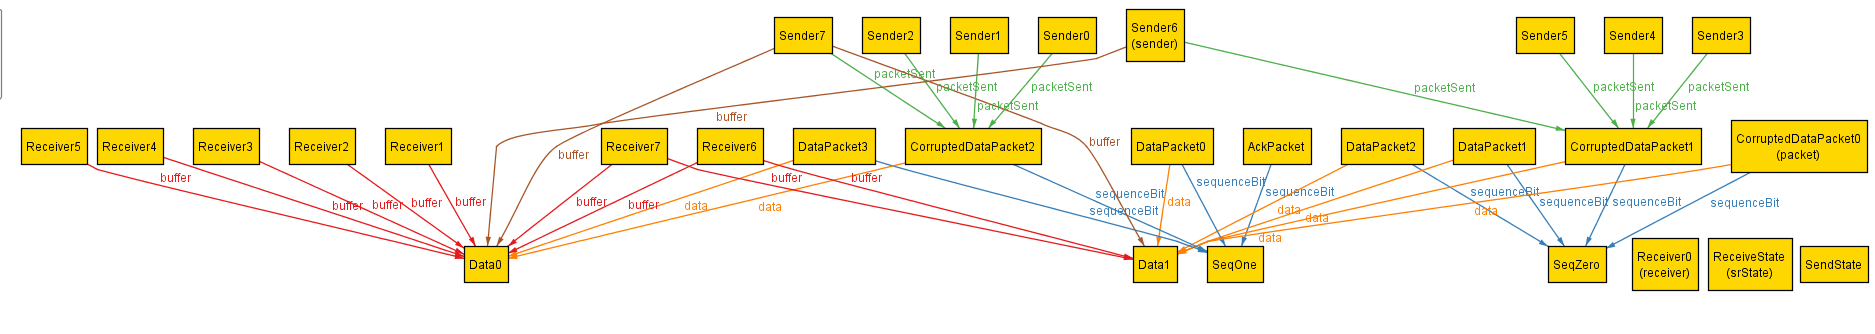 Sender7
Sender2
Sender1
Sender0
Sender6
(sender)
Sender5
Sender4
Sender3
packetSent
packetSent
packetSent
packetSent
packetSent
packetSent
packetSent
packetSent
buffer
buffer
buffer
Receiver5
Receiver4
Receiver3
Receiver2
Receiver1
Receiver7
Receiver6
DataPacket3
CorruptedDataPacket2
DataPacket0
AckPacket
DataPacket2
DataPacket1
CorruptedDataPacket1
CorruptedDataPacket0
(packet)
buffer
buffer
buffer
buffer
buffer
buffer
buffer
buffer
buffer
data
data
sequenceBit
sequenceBit
data
sequenceBit
sequenceBit
data
data
data
sequenceBit
sequenceBit
sequenceBit
data
sequenceBit
Data0
Data1
SeqOne
SeqZero
Receiver0
(receiver)
ReceiveState
(srState)
SendState